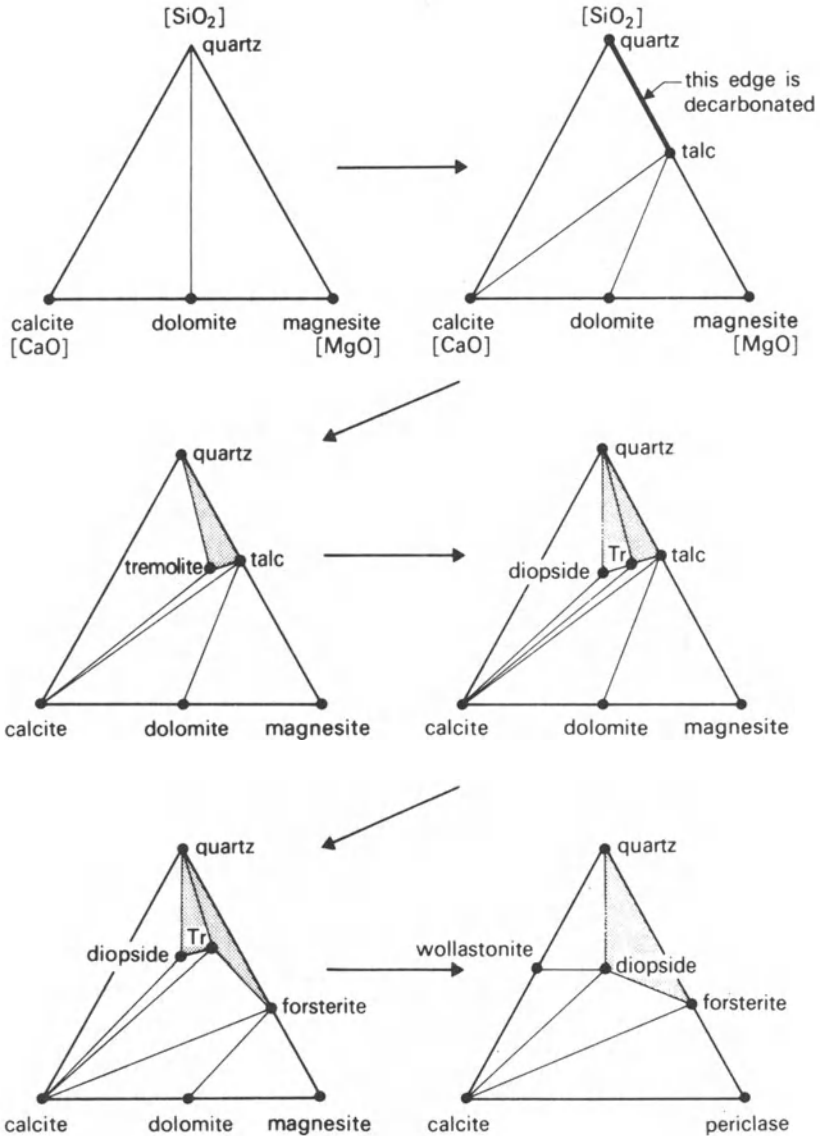 [SiO2]
quartz
calcite
[CaO]
dolomite
magnesite
[MgO]
[SiO2]
quartz
this edge is
decarbonated
talc
calcite
[CaO]
dolomite
magnesite
[MgO]
quartz
tremolite
talc
calcite
dolomite
magnesite
quartz
Tr
diopside
talc
calcite
dolomite
magnesite
quartz
Tr
diopside
forsterite
calcite
dolomite
magnesite
quartz
wollastonite
diopside
forsterite
calcite
periclase